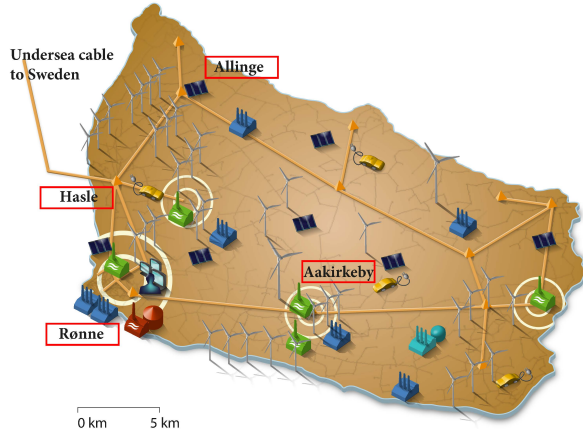 Undersea cable
to Sweden
Allinge
Hasle
Aakirkeby
Rønne
0 km
5 km